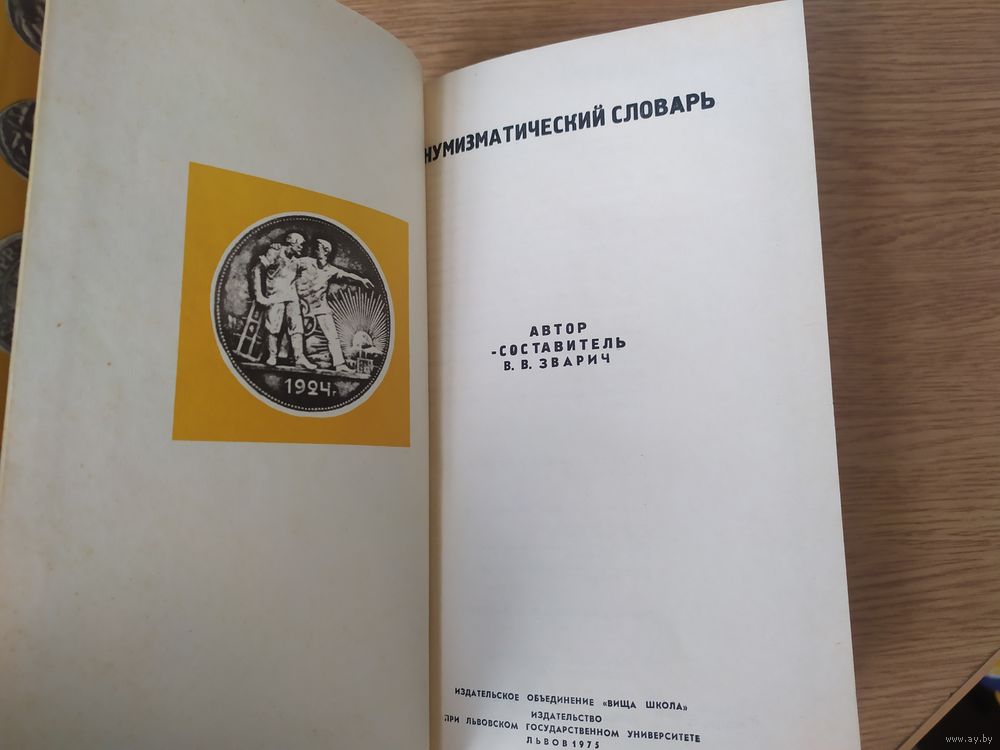 1924г.
НУМИЗМАТИЧЕСКИЙ СЛОВАРЬ
АВТОР
-СОСТАВИТЕЛЬ
В. В. ЗВАРИЧ
ИЗДАТЕЛЬСКОЕ ОБЪЕДИНЕНИЕ «ВИЩА ШКОЛА»
ИЗДАТЕЛЬСТВО
ПРИ ЛЬВОВСКОМ ГОСУДАРСТВЕННОМ УНИВЕРСИТЕТЕ
ЛЬВОВ 1975
www.ay.by